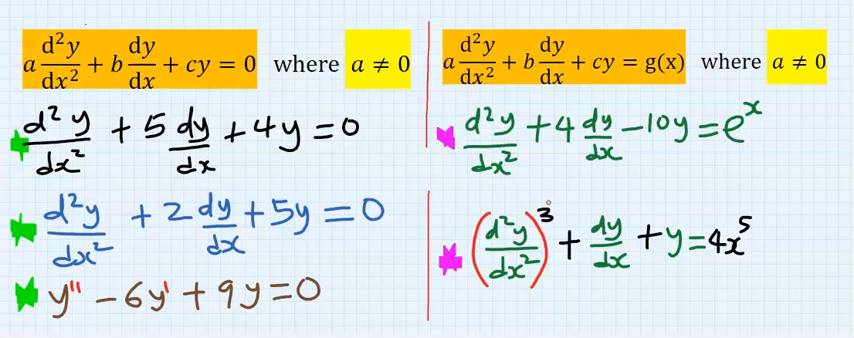 a d²y/dx² + b dy/dx + cy = 0 where a ≠ 0
d²y/dx² + 5 dy/dx + 4y = 0
d²y/dx² + 2 dy/dx + 5y = 0
y'' − 6y' + 9y = 0
a d²y/dx² + b dy/dx + cy = g(x) where a ≠ 0
d²y/dx² + 4 dy/dx − 10y = eˣ
(d²y/dx²)³ + dy/dx + y = 4x⁵